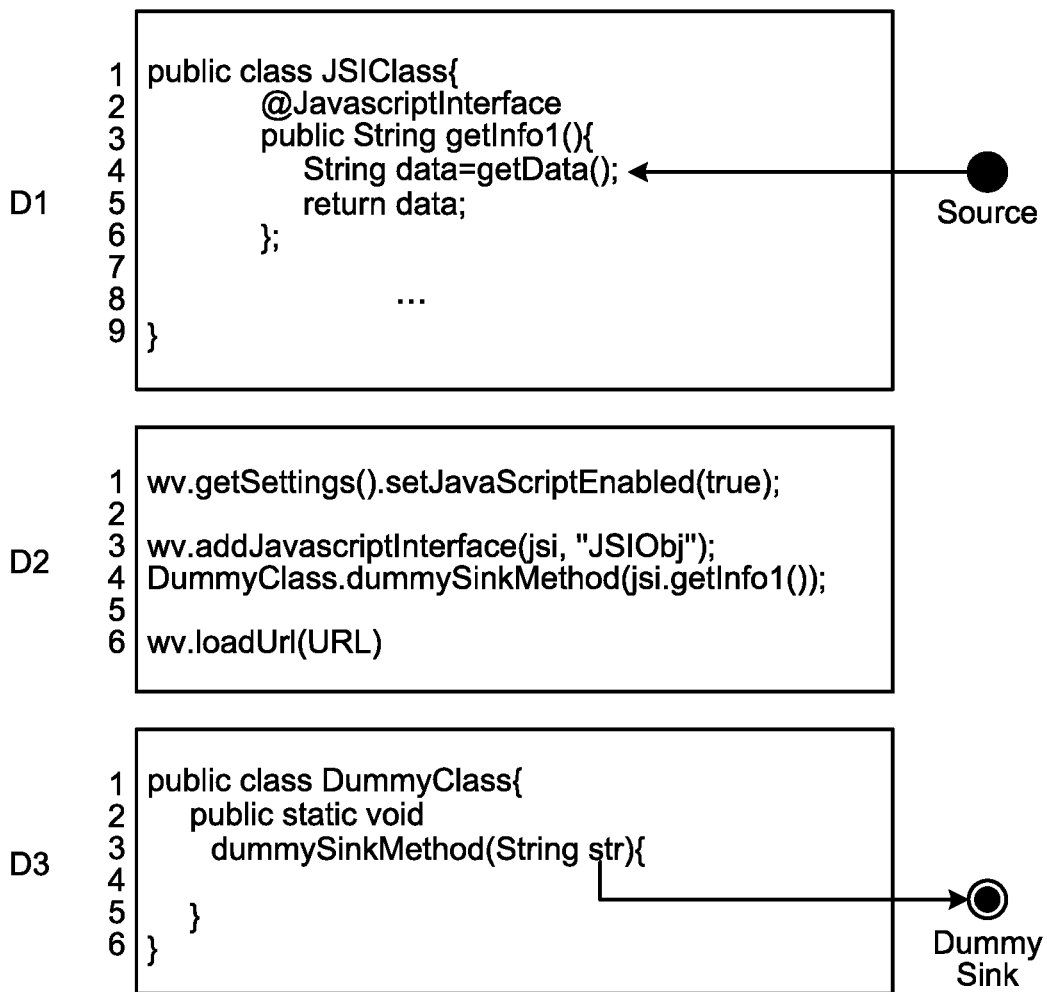 D1
1 public class JSIClass{
2 @JavascriptInterface
3 public String getInfo1(){
4 String data=getData();
5 return data;
6 };
7
8 ...
9 }
Source
D2
1 wv.getSettings().setJavaScriptEnabled(true);
2
3 wv.addJavascriptInterface(jsi, "JSIObj");
4 DummyClass.dummySinkMethod(jsi.getInfo1());
5
6 wv.loadUrl(URL)
D3
1 public class DummyClass{
2 public static void
3 dummySinkMethod(String str){
4
5 }
6 }
Dummy
Sink